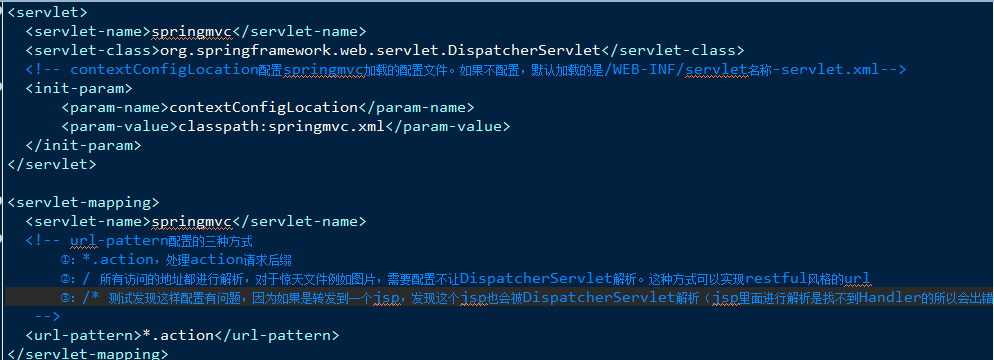 <servlet>
<servlet-name>springmvc</servlet-name>
<servlet-class>org.springframework.web.servlet.DispatcherServlet</servlet-class>
<!-- contextConfigLocation配置springmvc加载的配置文件。如果不配置，默认加载的是/WEB-INF/servlet名称-servlet.xml-->
<init-param>
<param-name>contextConfigLocation</param-name>
<param-value>classpath:springmvc.xml</param-value>
</init-param>
</servlet>
<servlet-mapping>
<servlet-name>springmvc</servlet-name>
<!-- url-pattern配置的三种方式
①：*.action，处理action请求后缀
②：/ 所有访问的地址都进行解析，对于惊天文件例如图片，需要配置不让DispatcherServlet解析。这种方式可以实现restful风格的url
③：/* 测试发现这样配置有问题，因为如果是转发到一个jsp，发现这个jsp也会被DispatcherServlet解析（jsp里面进行解析是找不到Handler的所以会出错
-->
<url-pattern>*.action</url-pattern>
</servlet-mapping>